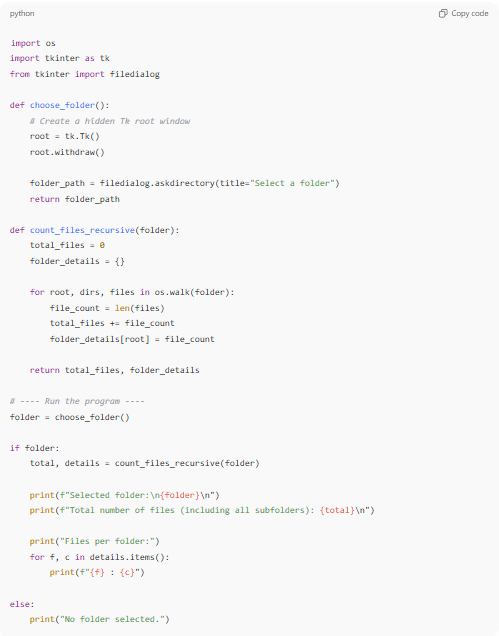 python
Copy code
import os
import tkinter as tk
from tkinter import filedialog

def choose_folder():
    # Create a hidden Tk root window
    root = tk.Tk()
    root.withdraw()

    folder_path = filedialog.askdirectory(title="Select a folder")
    return folder_path

def count_files_recursive(folder):
    total_files = 0
    folder_details = {}

    for root, dirs, files in os.walk(folder):
        file_count = len(files)
        total_files += file_count
        folder_details[root] = file_count

    return total_files, folder_details

# ---- Run the program ----
folder = choose_folder()

if folder:
    total, details = count_files_recursive(folder)

    print(f"Selected folder:\n{folder}\n")
    print(f"Total number of files (including all subfolders): {total}\n")

    print("Files per folder:")
    for f, c in details.items():
        print(f"{f} : {c}")

else:
    print("No folder selected.")